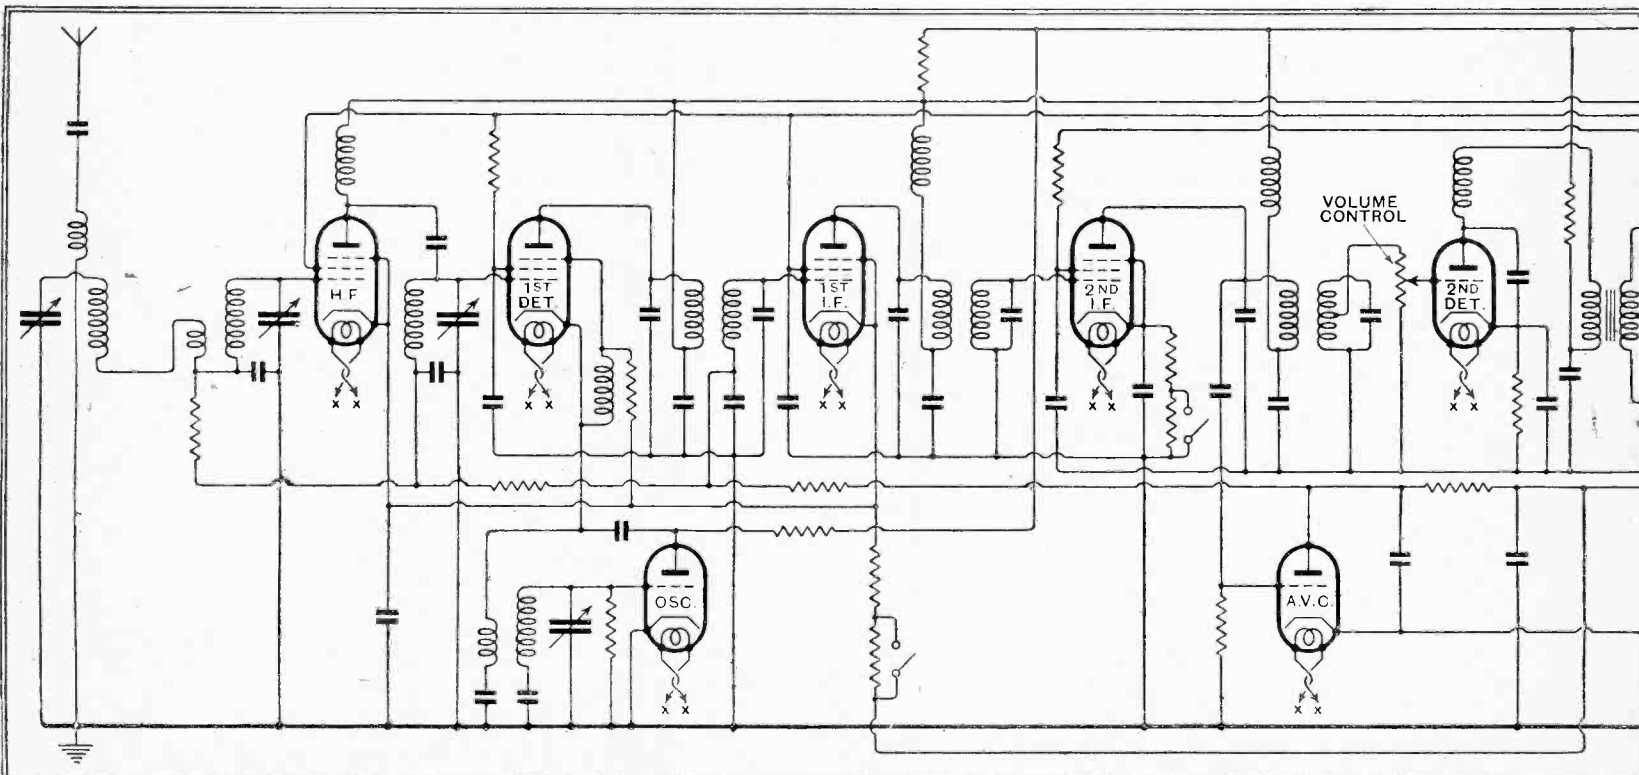 VOLUME
CONTROL
H.F
1ST
DET.
1ST
I.F.
2ND
I.F.
2ND
DET.
X X
X X
X X
X X
X X
OSC.
A.V.C.
X X
X X